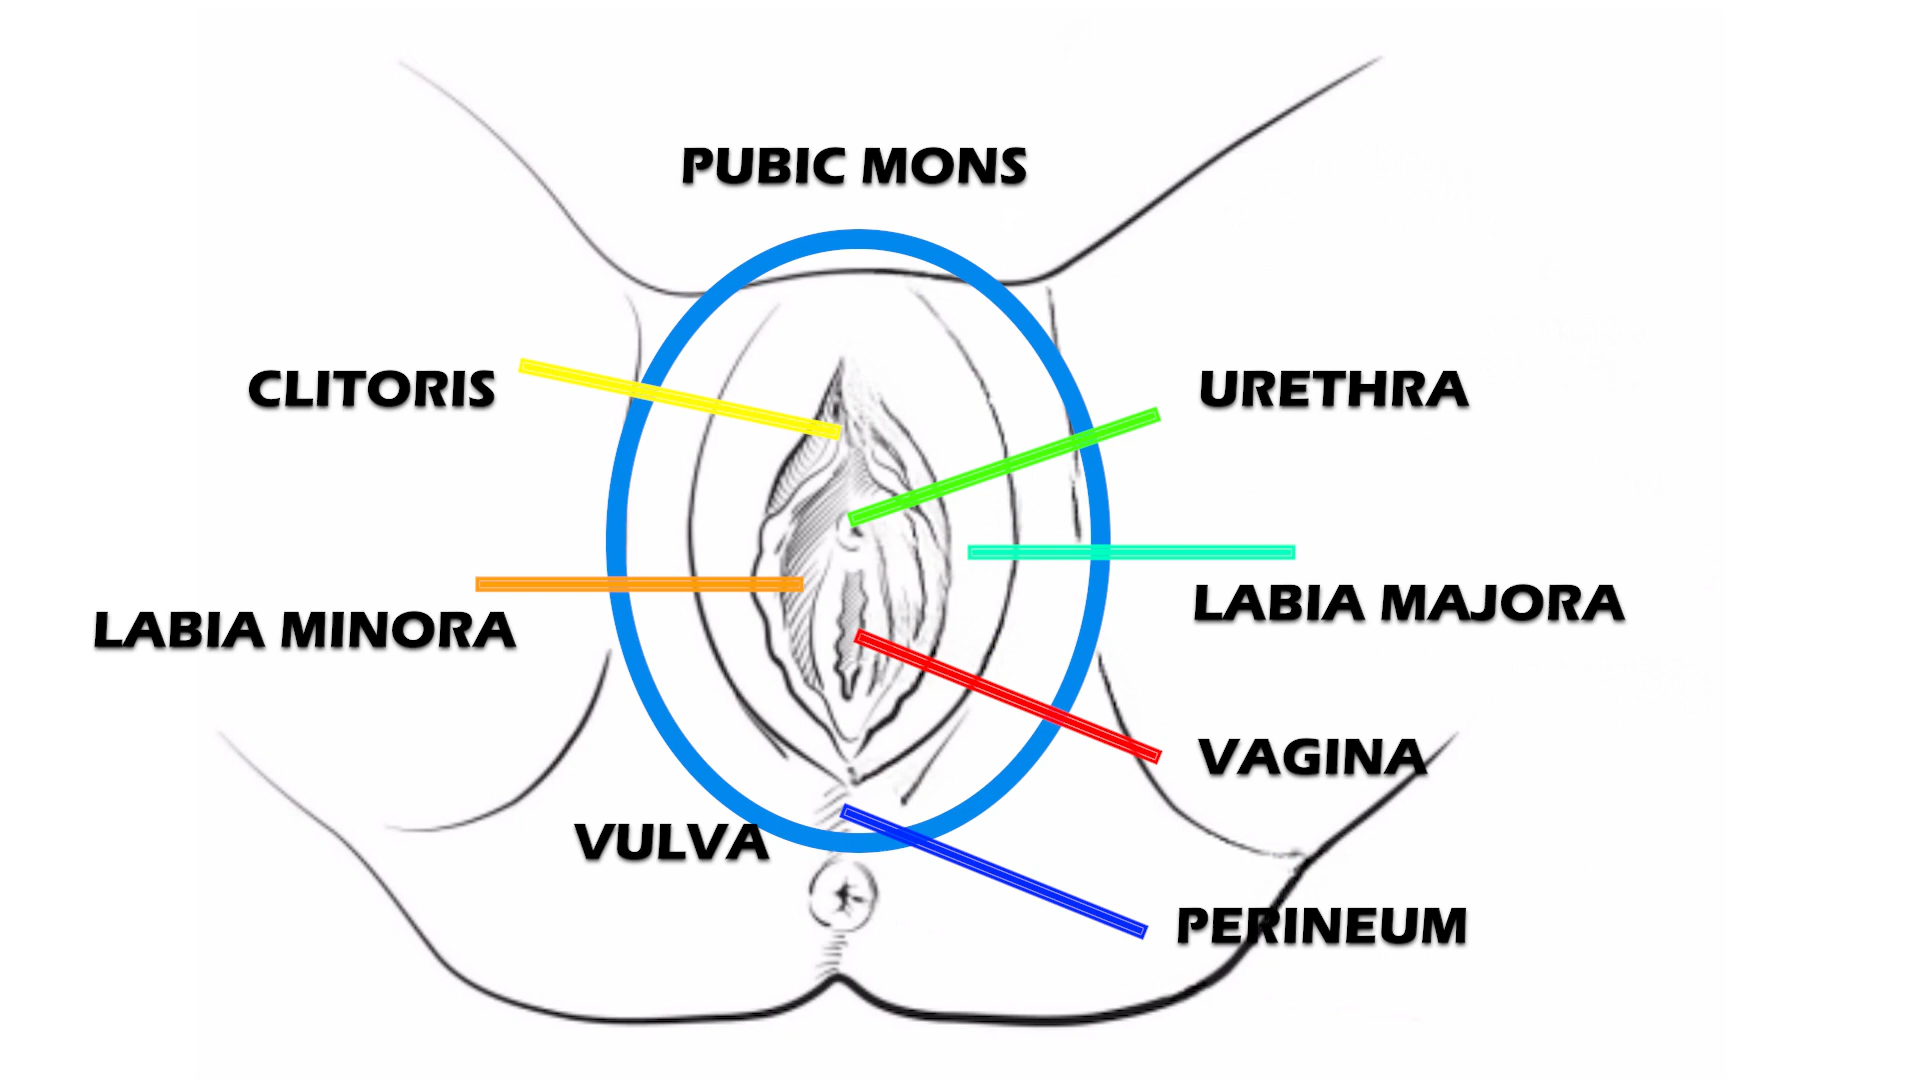 PUBIC MONS
CLITORIS
URETHRA
LABIA MINORA
LABIA MAJORA
VAGINA
VULVA
PERINEUM